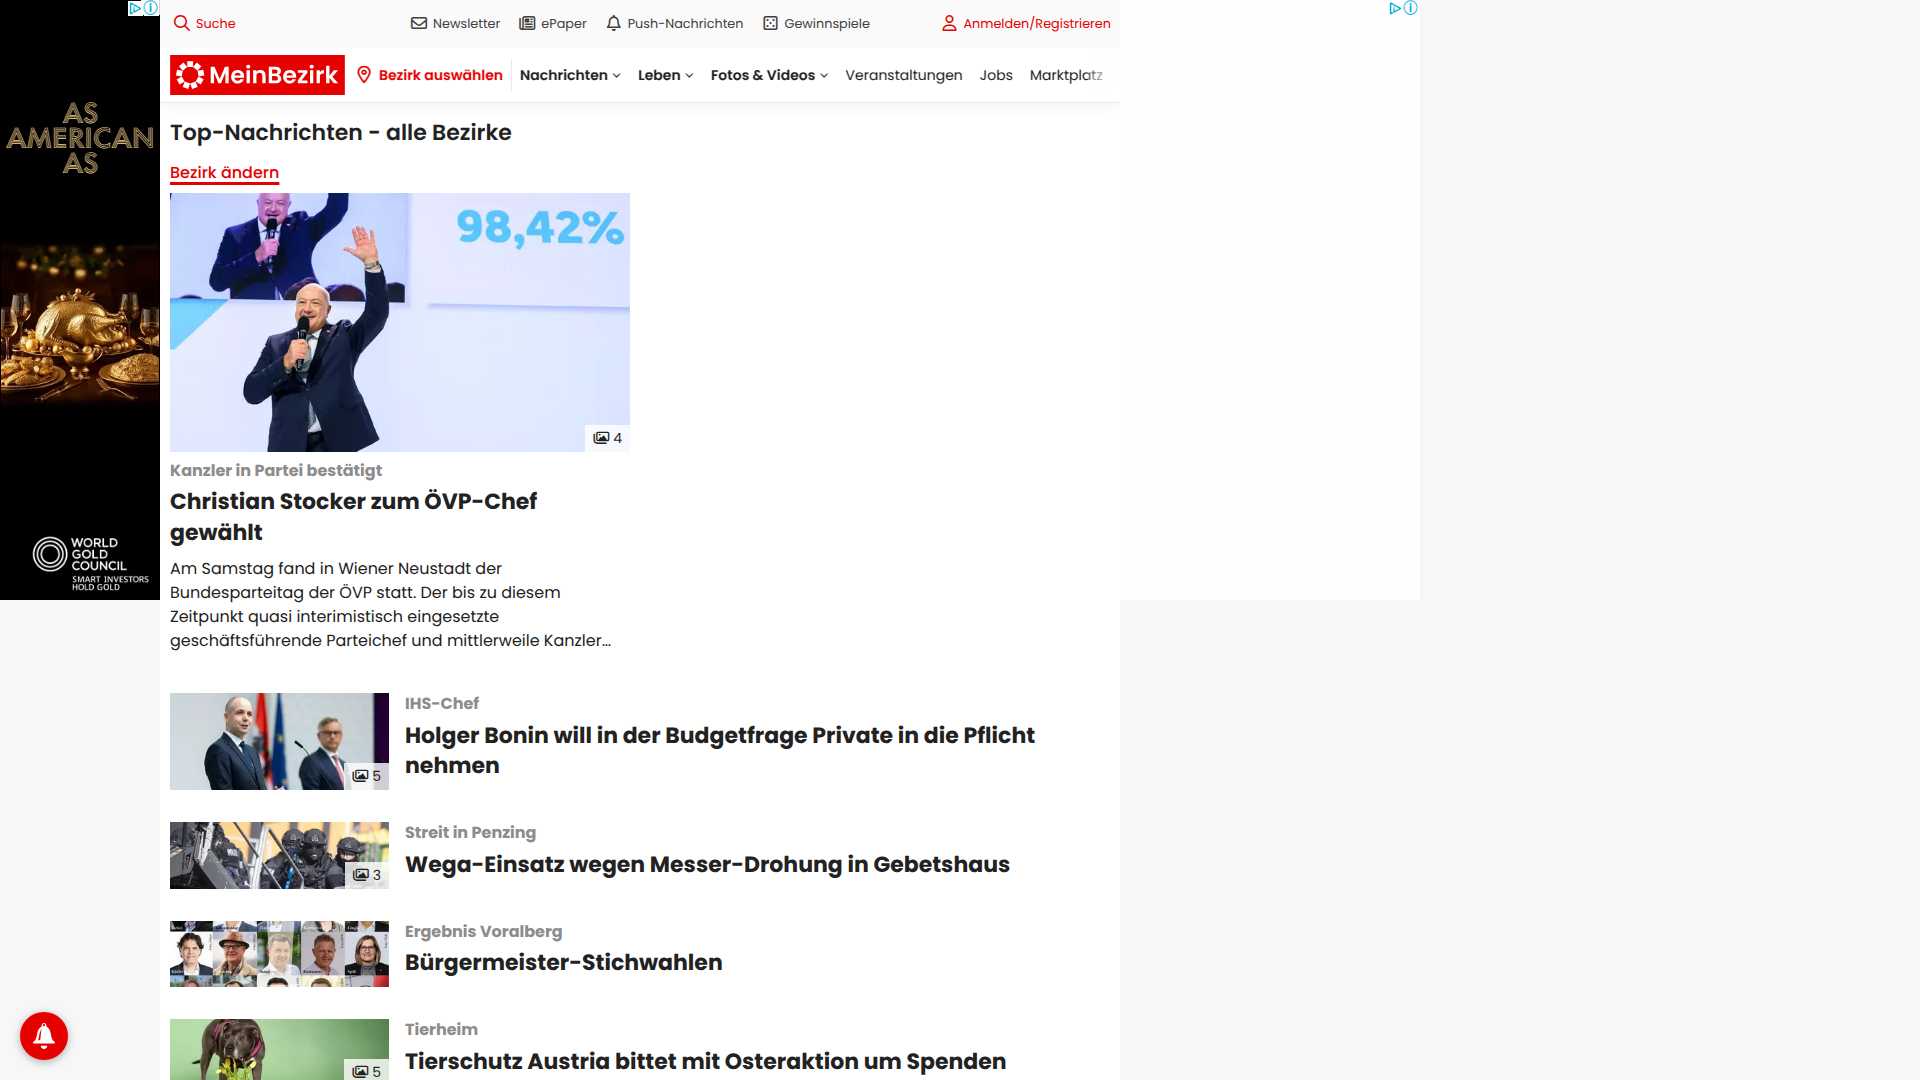 Suche
Newsletter
ePaper
Push-Nachrichten
Gewinnspiele
Anmelden/Registrieren
MeinBezirk
Bezirk auswählen
Nachrichten
Leben
Fotos & Videos
Veranstaltungen
Jobs
Marktplatz
AS
AMERICAN
AS
WORLD
GOLD
COUNCIL
SMART INVESTORS
HOLD GOLD
Top-Nachrichten - alle Bezirke
Bezirk ändern
98,42%
4
Kanzler in Partei bestätigt
Christian Stocker zum ÖVP-Chef
gewählt
Am Samstag fand in Wiener Neustadt der
Bundesparteitag der ÖVP statt. Der bis zu diesem
Zeitpunkt quasi interimistisch eingesetzte
geschäftsführende Parteichef und mittlerweile Kanzler...
5
IHS-Chef
Holger Bonin will in der Budgetfrage Private in die Pflicht
nehmen
3
Streit in Penzing
Wega-Einsatz wegen Messer-Drohung in Gebetshaus
Ergebnis Voralberg
Bürgermeister-Stichwahlen
5
Tierheim
Tierschutz Austria bittet mit Osteraktion um Spenden